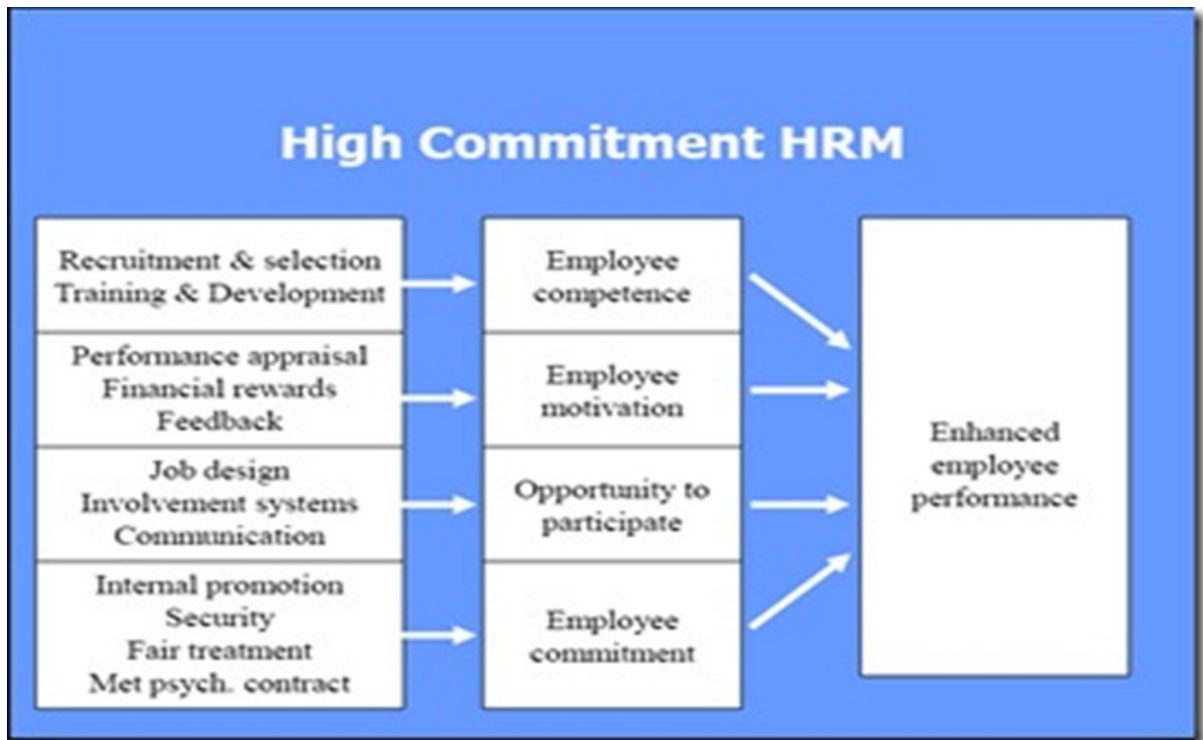 High Commitment HRM
Recruitment & selection
Training & Development
Performance appraisal
Financial rewards
Feedback
Job design
Involvement systems
Communication
Internal promotion
Security
Fair treatment
Met psych. contract
Employee
competence
Employee
motivation
Opportunity to
participate
Employee
commitment
Enhanced
employee
performance